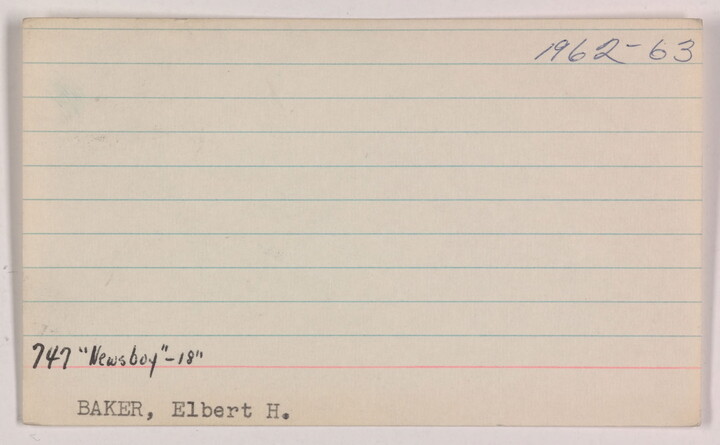 1962-63
747 "Newsboy"-18"
BAKER, Elbert H.